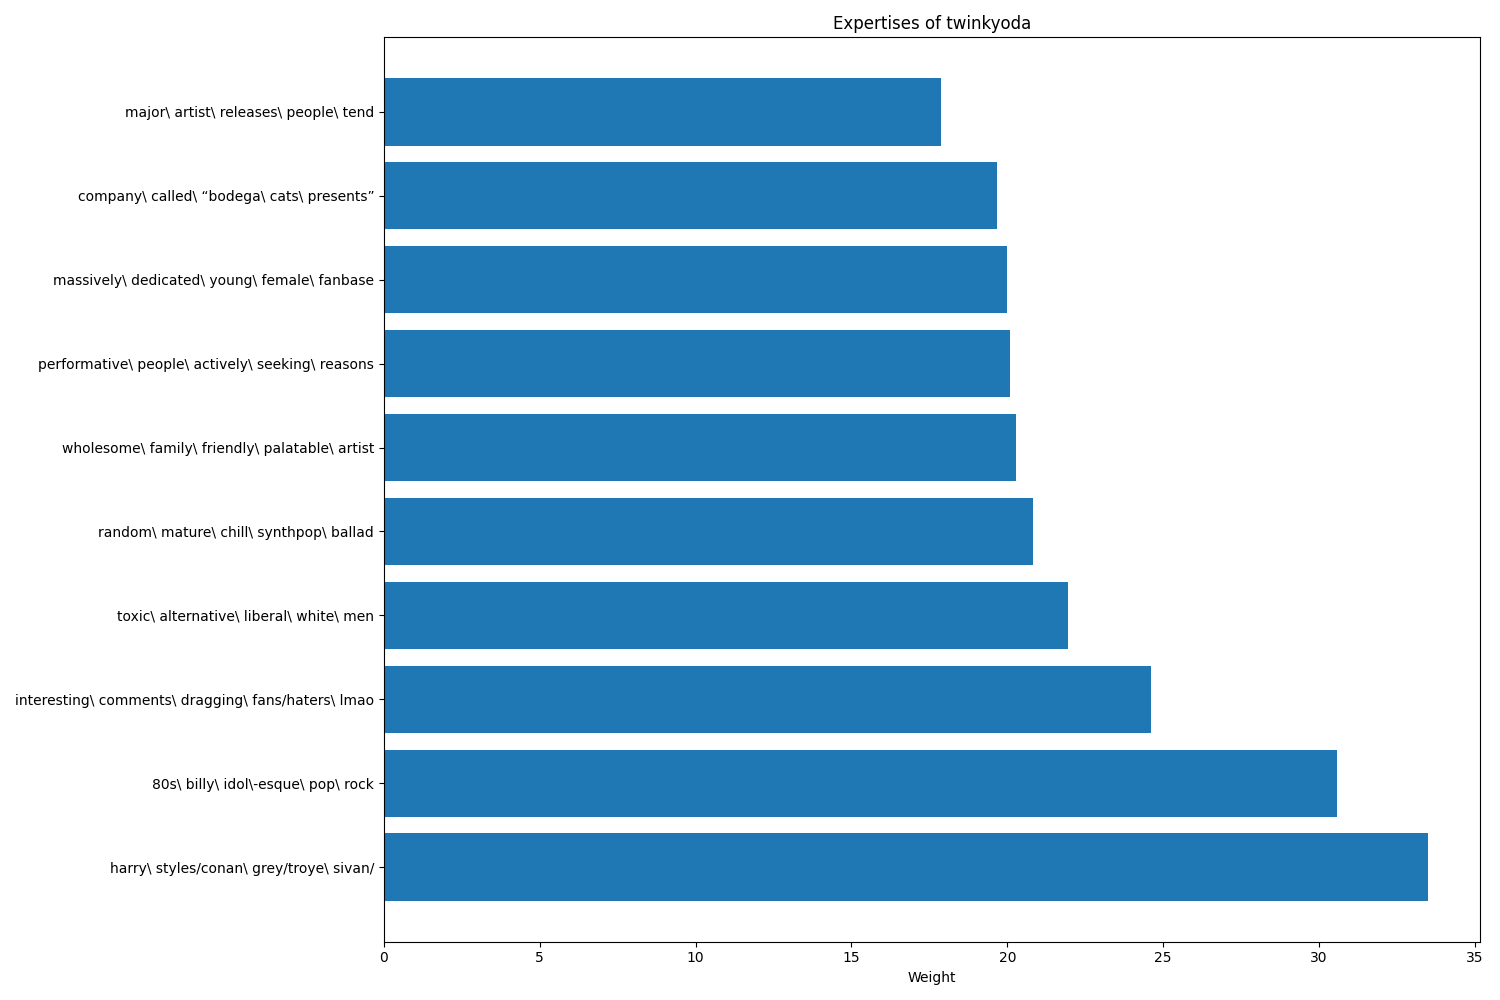 Expertises of twinkyoda
major\ artist\ releases\ people\ tend
company\ called\ “bodega\ cats\ presents”
massively\ dedicated\ young\ female\ fanbase
performative\ people\ actively\ seeking\ reasons
wholesome\ family\ friendly\ palatable\ artist
random\ mature\ chill\ synthpop\ ballad
toxic\ alternative\ liberal\ white\ men
interesting\ comments\ dragging\ fans/haters\ lmao
80s\ billy\ idol\-esque\ pop\ rock
harry\ styles/conan\ grey/troye\ sivan/
0 5 10 15 20 25 30 35
Weight